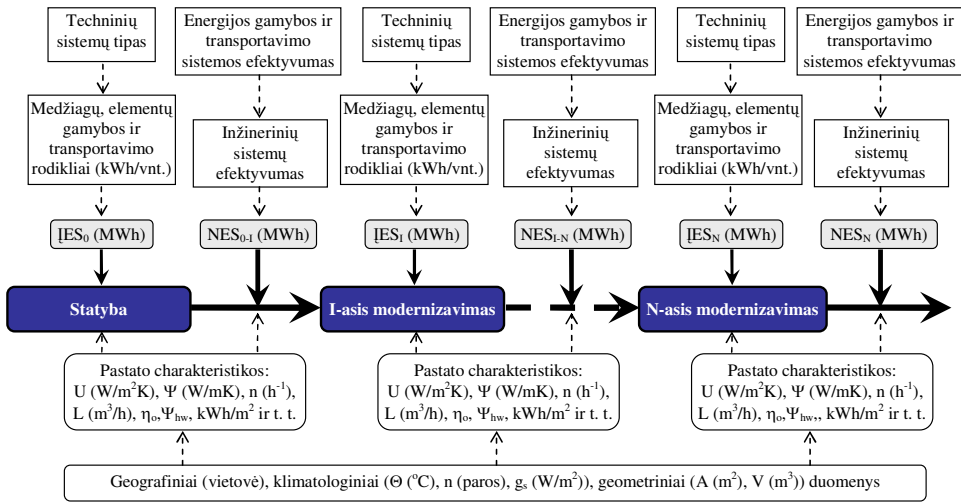 Techninių
sistemų tipas
Energijos gamybos ir
transportavimo
sistemos efektyvumas
Techninių
sistemų tipas
Energijos gamybos ir
transportavimo
sistemos efektyvumas
Techninių
sistemų tipas
Energijos gamybos ir
transportavimo
sistemos efektyvumas
Medžiagų, elementų
gamybos ir
transportavimo
rodikliai (kWh/vnt.)
Inžinerinių
sistemų
efektyvumas
Medžiagų, elementų
gamybos ir
transportavimo
rodikliai (kWh/vnt.)
Inžinerinių
sistemų
efektyvumas
Medžiagų, elementų
gamybos ir
transportavimo
rodikliai (kWh/vnt.)
Inžinerinių
sistemų
efektyvumas
ĮES₀ (MWh)
NES₀₋I (MWh)
ĮES_I (MWh)
NES_I-N (MWh)
ĮES_N (MWh)
NES_N (MWh)
Statyba
I-asis modernizavimas
N-asis modernizavimas
Pastato charakteristikos:
U (W/m²K), Ψ (W/mK), n (h⁻¹),
L (m³/h), ηₒ,Ψhw, kWh/m² ir t. t.
Pastato charakteristikos:
U (W/m²K), Ψ (W/mK), n (h⁻¹),
L (m³/h), ηₒ, Ψhw, kWh/m² ir t. t.
Pastato charakteristikos:
U (W/m²K), Ψ (W/mK), n (h⁻¹),
L (m³/h), ηₒ,Ψhw,, kWh/m² ir t. t.
Geografiniai (vietovė), klimatologiniai (Θ (°C), n (paros), gₛ (W/m²)), geometriniai (A (m²), V (m³)) duomenys